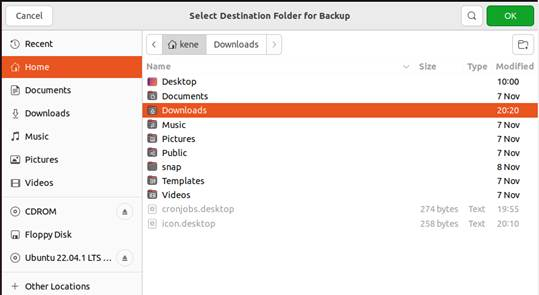 Cancel
Select Destination Folder for Backup
OK
Recent
Home
Documents
Downloads
Music
Pictures
Videos
CDROM
Floppy Disk
Ubuntu 22.04.1 LTS ...
Other Locations
kene Downloads
Name Size Type Modified
Desktop 10:00
Documents 7 Nov
Downloads 20:20
Music 7 Nov
Pictures 7 Nov
Public 7 Nov
snap 8 Nov
Templates 7 Nov
Videos 7 Nov
cronjobs.desktop 274 bytes Text 19:55
icon.desktop 258 bytes Text 20:10